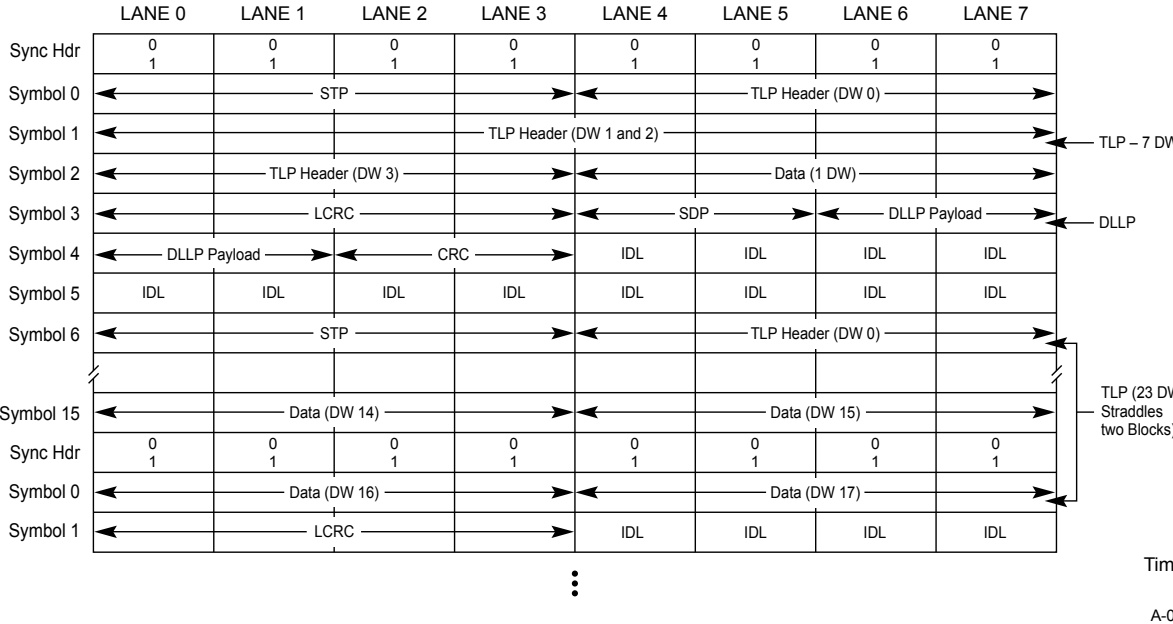 LANE 0 LANE 1 LANE 2 LANE 3 LANE 4 LANE 5 LANE 6 LANE 7
Sync Hdr 0 0 0 0 0 0 0 0
1 1 1 1 1 1 1 1
Symbol 0 STP TLP Header (DW 0)
Symbol 1 TLP Header (DW 1 and 2)
TLP – 7 DW
Symbol 2 TLP Header (DW 3) Data (1 DW)
Symbol 3 LCRC SDP DLLP Payload
DLLP
Symbol 4 DLLP Payload CRC IDL IDL IDL IDL
Symbol 5 IDL IDL IDL IDL IDL IDL IDL IDL
Symbol 6 STP TLP Header (DW 0)
TLP (23 DW
Straddles
two Blocks)
Symbol 15 Data (DW 14) Data (DW 15)
Sync Hdr 0 0 0 0 0 0 0 0
1 1 1 1 1 1 1 1
Symbol 0 Data (DW 16) Data (DW 17)
Symbol 1 LCRC IDL IDL IDL IDL
Tim
A-0